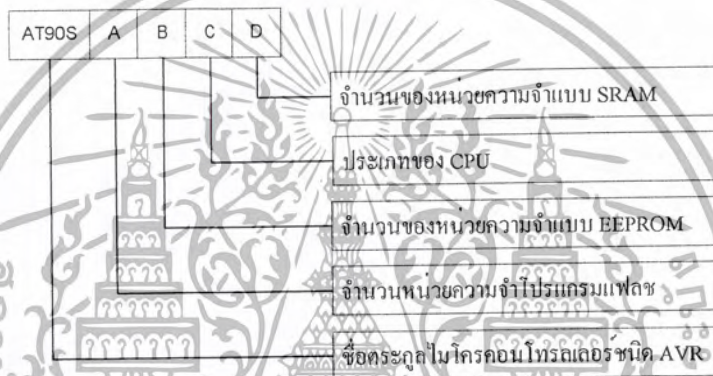 AT90S A B C D
จำนวนของหน่วยความจำแบบ SRAM
ประเภทของ CPU
จำนวนของหน่วยความจำแบบ EEPROM
จำนวนหน่วยความจำโปรแกรมแฟลช
ชื่อตระกูลไมโครคอนโทรลเลอร์ชนิด AVR